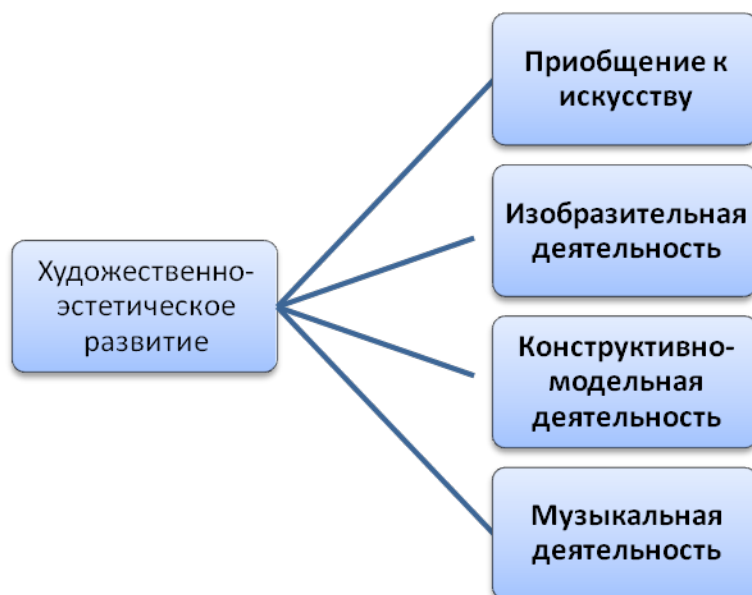 Приобщение к
искусству
Изобразительная
деятельность
Художественно-
эстетическое
развитие
Конструктивно-
модельная
деятельность
Музыкальная
деятельность